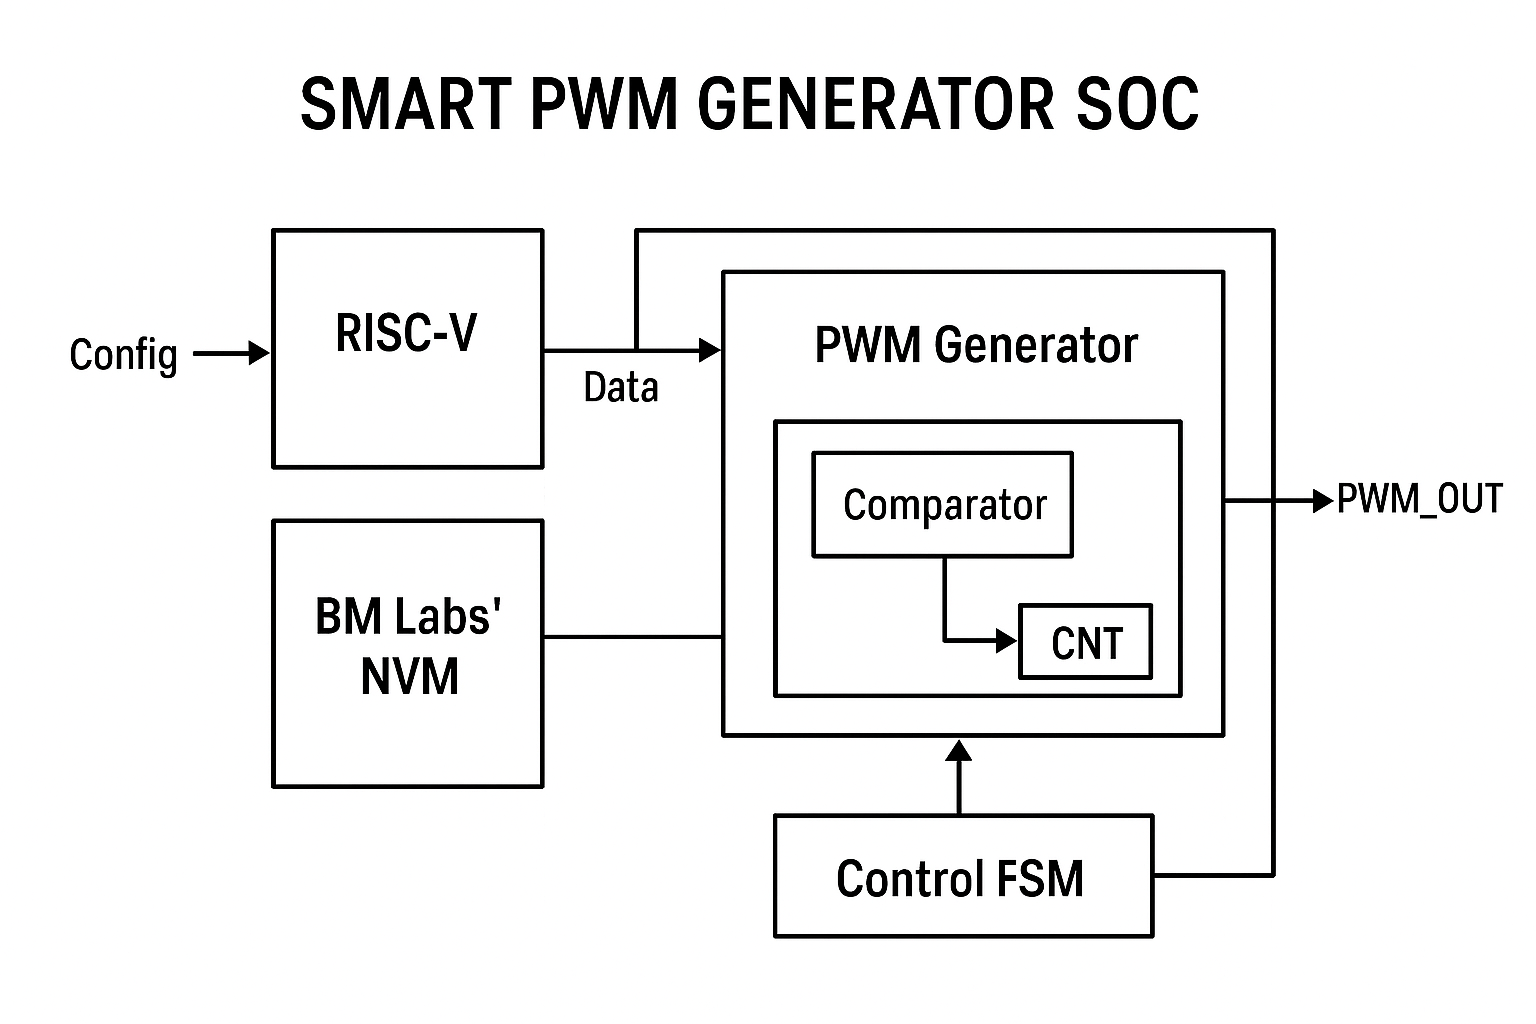 SMART PWM GENERATOR SOC
Config
RISC-V
Data
PWM Generator
Comparator
CNT
PWM_OUT
BM Labs'
NVM
Control FSM